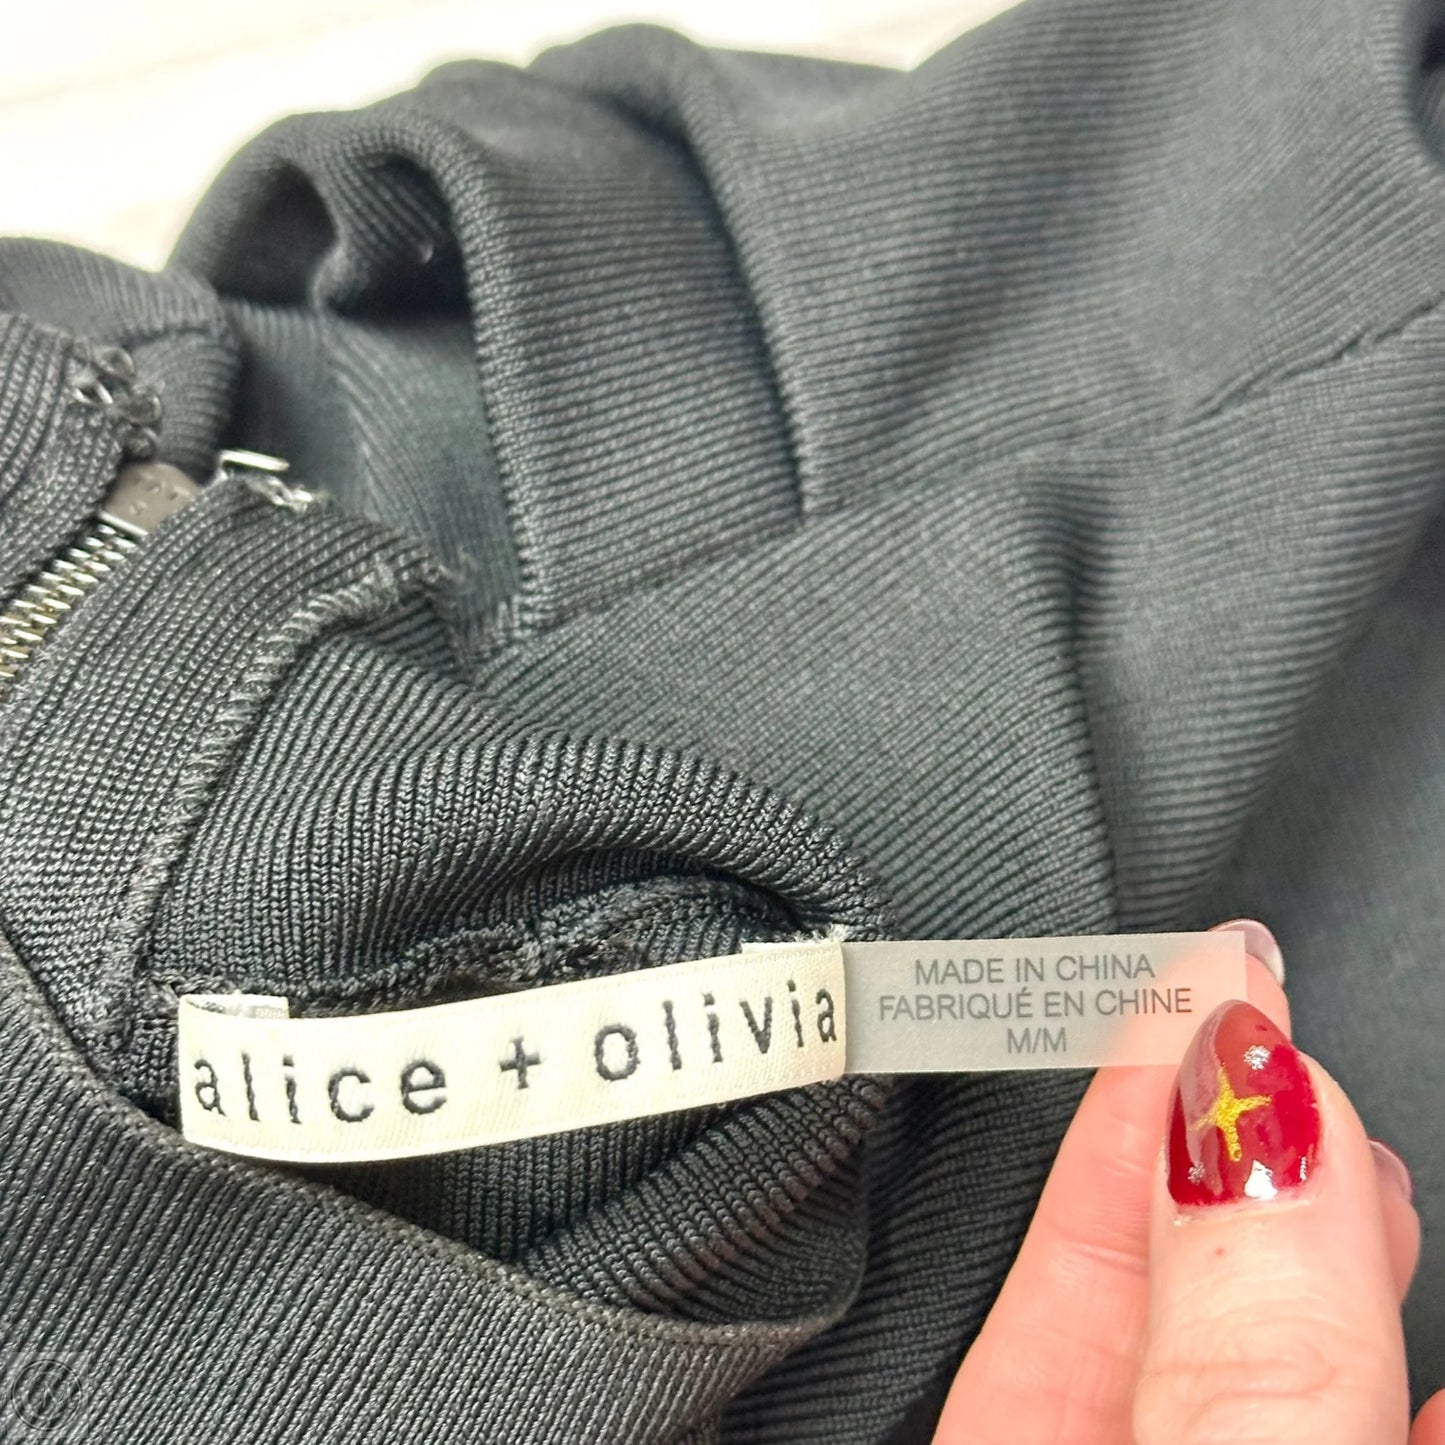 alice + olivia
MADE IN CHINA
FABRIQUÉ EN CHINE
M/M